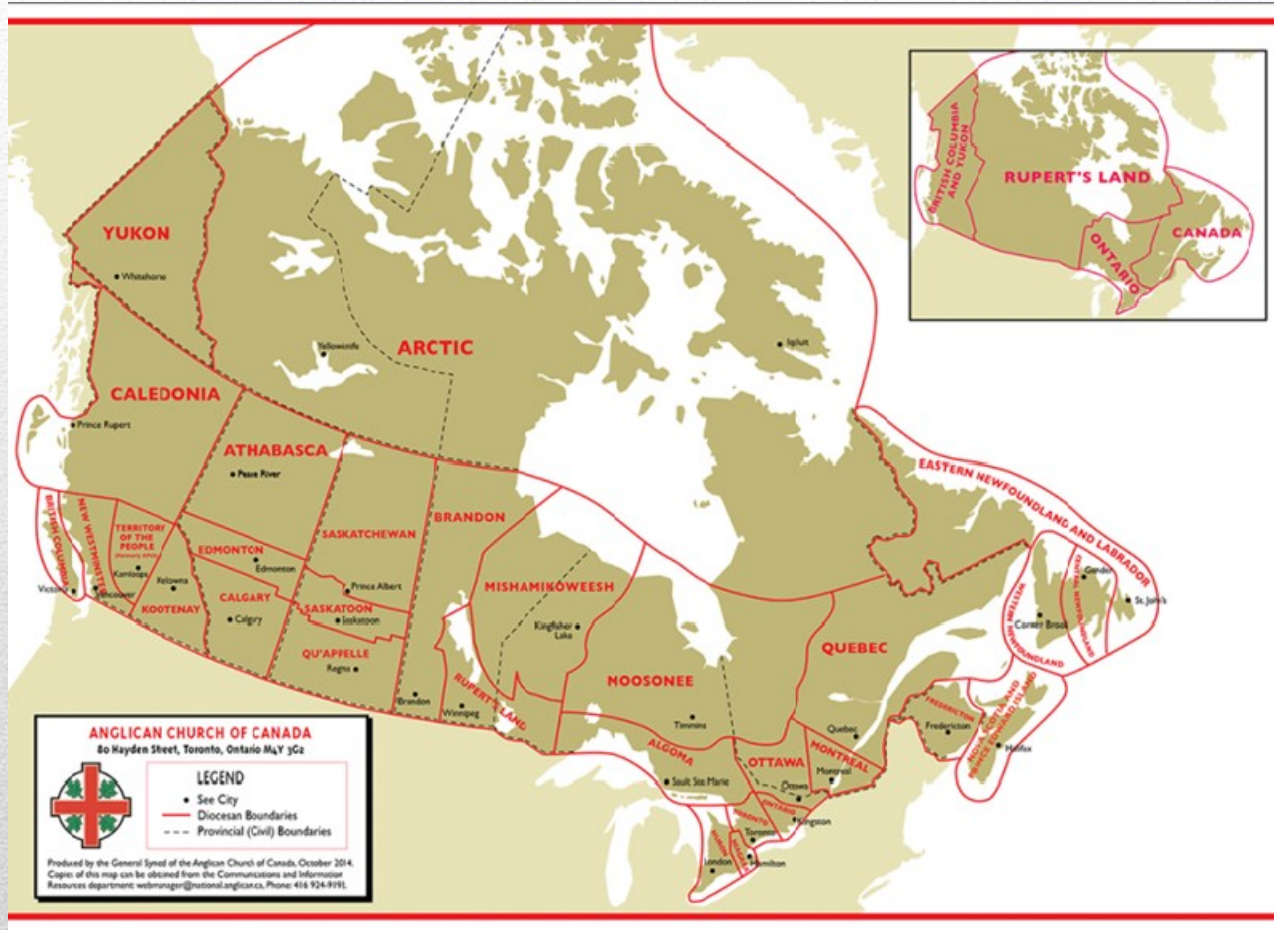 YUKON
Whitehorse
CALEDONIA
Prince Rupert
ARCTIC
Yellowknife
Iqluit
ATHABASCA
Peace River
BRITISH COLUMBIA
Victoria
NEW WESTMINSTER
Vancouver
TERRITORY
OF THE
PEOPLE
Kamloops
Kelowna
KOOTENAY
EDMONTON
Edmonton
CALGARY
Calgary
SASKATCHEWAN
Prince Albert
SASKATOON
Saskatoon
QU'APPELLE
Regina
BRANDON
Brandon
RUPERT'S LAND
Winnipeg
MISHAMIKOWEESH
Kingfisher
Lake
MOOSONEE
Timmins
ALGOMA
Sault Ste Marie
OTTAWA
Ottawa
ONTARIO
Kingston
TORONTO
Toronto
HURON
London
NIAGARA
Hamilton
MONTREAL
Montreal
QUEBEC
Quebec
FREDERICTON
Fredericton
NOVA SCOTIA AND
PRINCE EDWARD ISLAND
Halifax
EASTERN NEWFOUNDLAND AND LABRADOR
St. John's
CENTRAL NEWFOUNDLAND
Gander
WESTERN NEWFOUNDLAND
Corner Brook
BRITISH COLUMBIA
AND YUKON
RUPERT'S LAND
ONTARIO
CANADA
ANGLICAN CHURCH OF CANADA
80 Hayden Street, Toronto, Ontario M4Y 3G2
LEGEND
See City
Diocesan Boundaries
Provincial (Civil) Boundaries
Produced by the General Synod of the Anglican Church of Canada, October 2014.
Copies of this map can be obtained from the Communications and Information
Resources department: webmanager@national.anglican.ca, Phone: 416 924-9191.